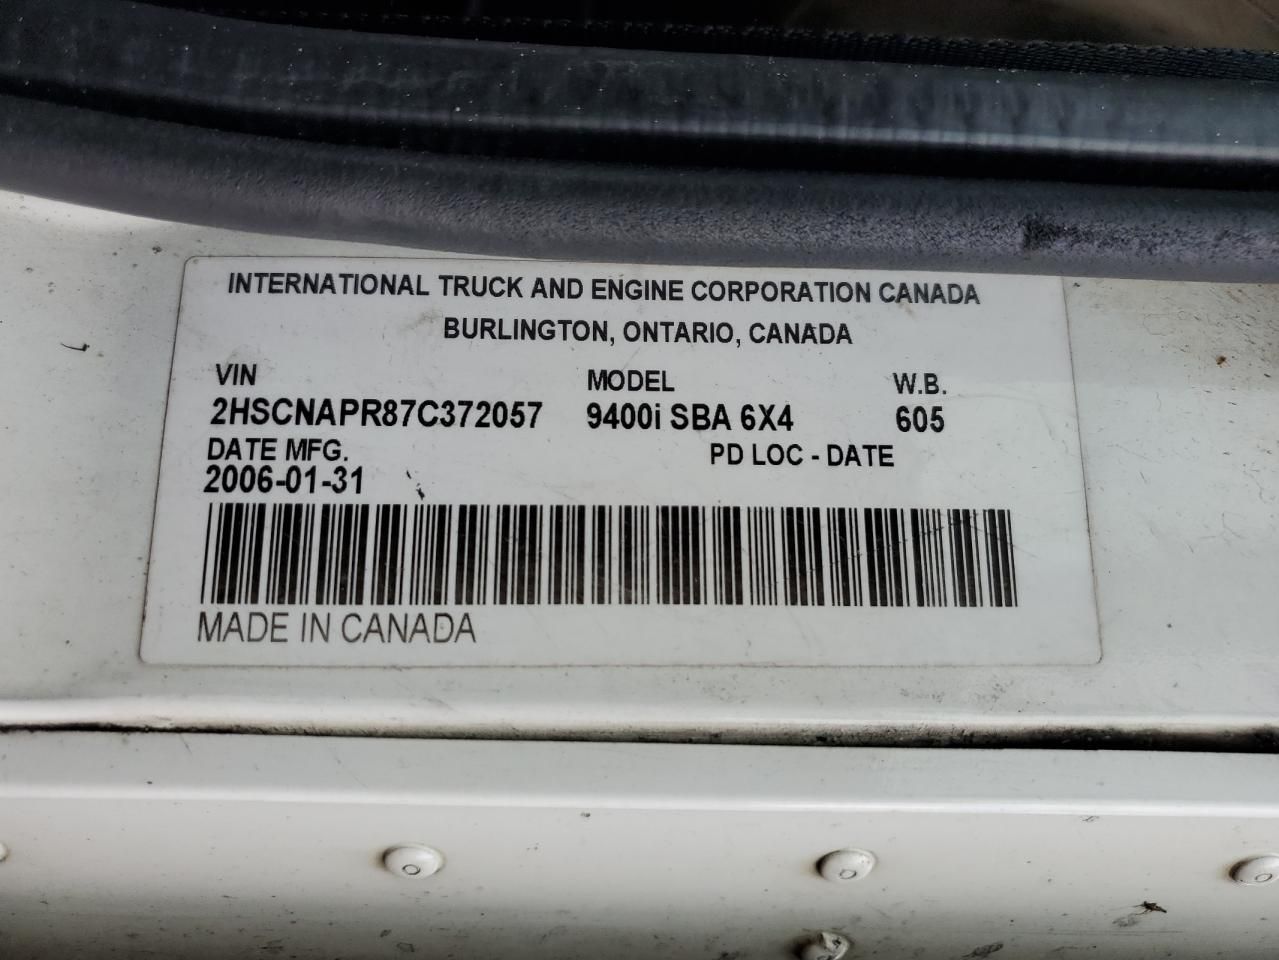 INTERNATIONAL TRUCK AND ENGINE CORPORATION CANADA
BURLINGTON, ONTARIO, CANADA
VIN MODEL W.B.
2HSCNAPR87C372057 9400i SBA 6X4 605
DATE MFG. PD LOC - DATE
2006-01-31
MADE IN CANADA